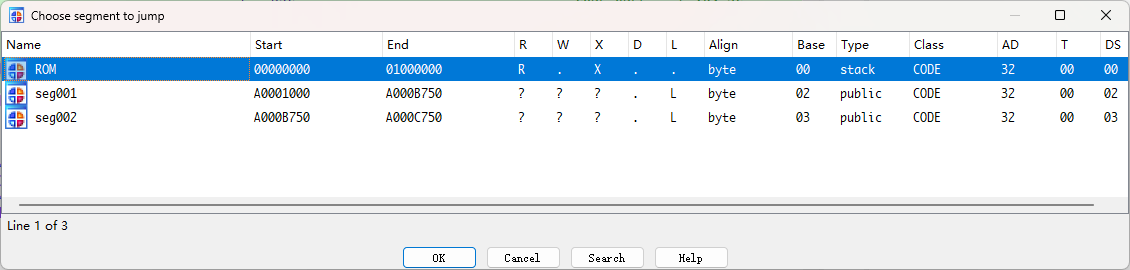 Choose segment to jump
Name Start End R W X D L Align Base Type Class AD T DS
ROM 00000000 01000000 R . X . . byte 00 stack CODE 32 00 00
seg001 A0001000 A000B750 ? ? ? . L byte 02 public CODE 32 00 02
seg002 A000B750 A000C750 ? ? ? . L byte 03 public CODE 32 00 03
Line 1 of 3
OK Cancel Search Help